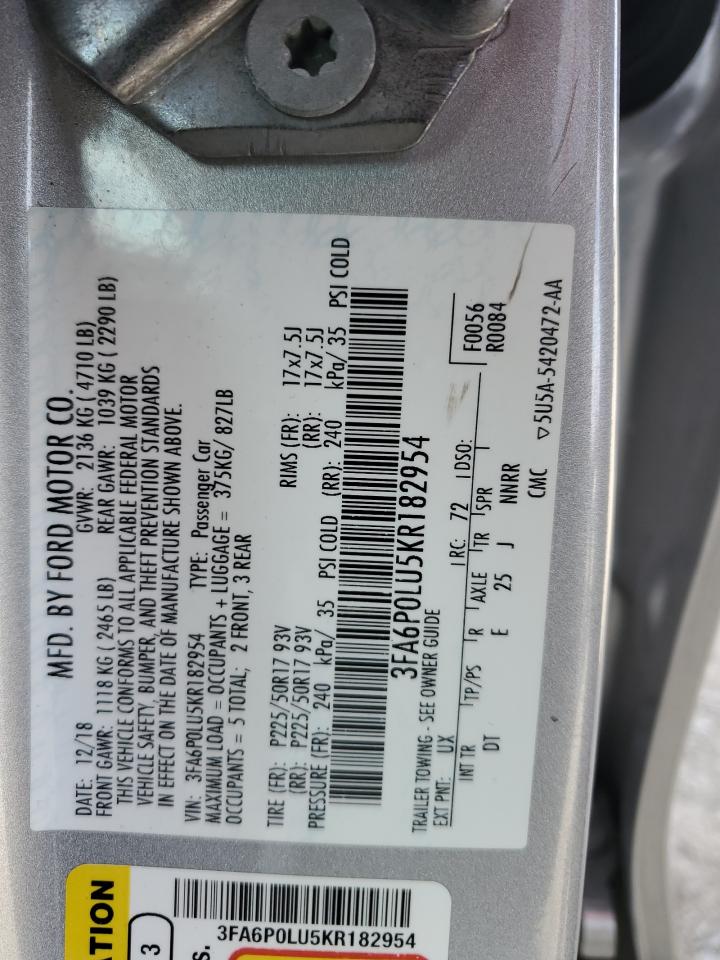 MFD. BY FORD MOTOR CO.
DATE: 12/18 GVWR: 2136 KG ( 4710 LB)
FRONT GAWR: 1118 KG ( 2465 LB) REAR GAWR: 1039 KG ( 2290 LB)
THIS VEHICLE CONFORMS TO ALL APPLICABLE FEDERAL MOTOR
VEHICLE SAFETY, BUMPER, AND THEFT PREVENTION STANDARDS
IN EFFECT ON THE DATE OF MANUFACTURE SHOWN ABOVE.
VIN: 3FA6P0LU5KR182954 TYPE: Passenger Car
MAXIMUM LOAD = OCCUPANTS + LUGGAGE = 375KG/ 827LB
OCCUPANTS = 5 TOTAL; 2 FRONT, 3 REAR
TIRE (FR): P225/50R17 93V RIMS (FR): 17x7.5J
(RR): P225/50R17 93V (RR): 17x7.5J
PRESSURE (FR): 240 kPa/ 35 PSI COLD (RR): 240 kPa/ 35 PSI COLD
3FA6P0LU5KR182954
TRAILER TOWING - SEE OWNER GUIDE
F0056
EXT PNT: UX RC: 72 DSO: R0084
INT TR TP/PS R AXLE TR SPR
DT E 25 J NNRR
CMC ▽5U5A-5420472-AA
ATION
3
S.
3FA6P0LU5KR182954